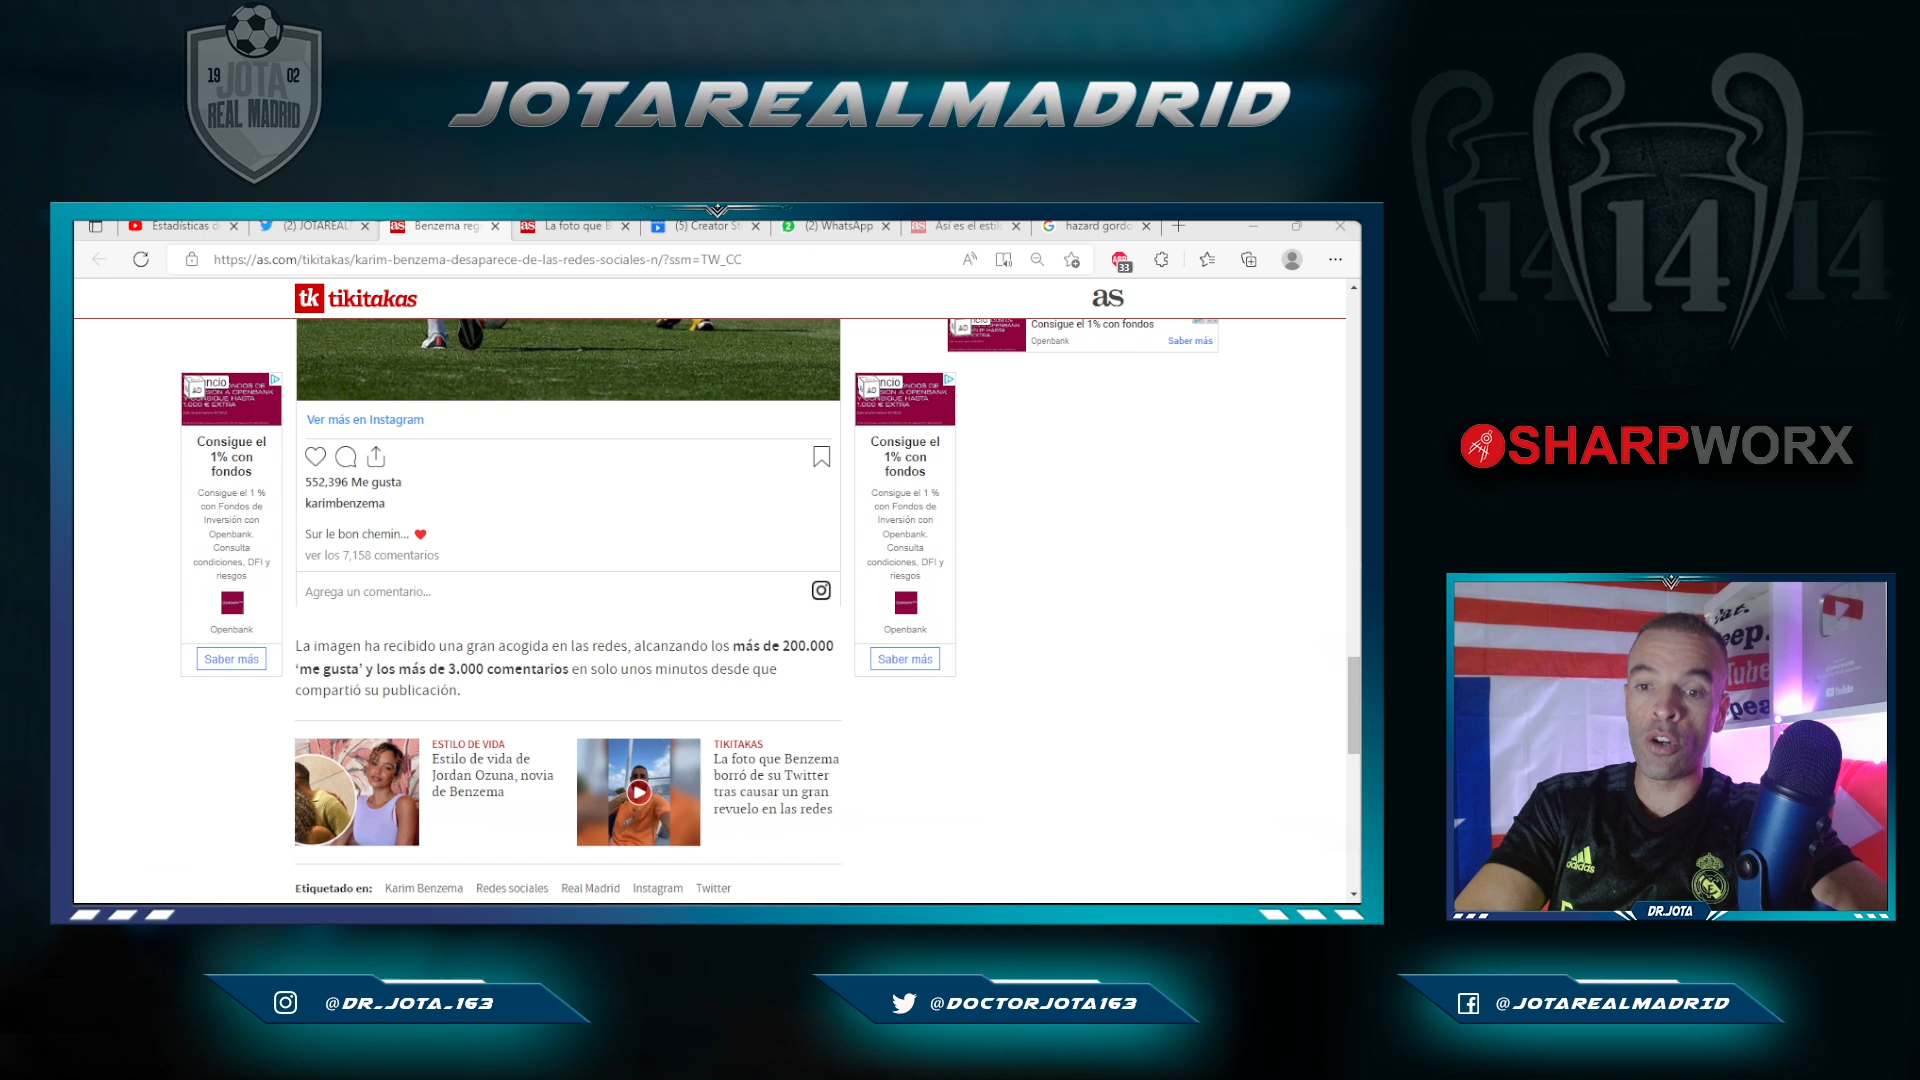 19 JOTA 02
REAL MADRID
JOTAREALMADRID
14 14 14
Estadísticas d
(2) JOTAREAL
Benzema reg
La foto que B
(5) Creator St
(2) WhatsApp
Así es el estil
hazard gordo
https://as.com/tikitakas/karim-benzema-desaparece-de-las-redes-sociales-n/?ssm=TW_CC
33
tk tikitakas
as
AD
Consigue el 1% con fondos
Openbank
Saber más
Ver más en Instagram
552,396 Me gusta
karimbenzema
Sur le bon chemin... ❤
ver los 7,158 comentarios
Agrega un comentario...
Consigue el
1% con
fondos
Consigue el 1 %
con Fondos de
Inversión con
Openbank.
Consulta
condiciones, DFI y
riesgos
Openbank
Saber más
Consigue el
1% con
fondos
Consigue el 1 %
con Fondos de
Inversión con
Openbank.
Consulta
condiciones, DFI y
riesgos
Openbank
Saber más
La imagen ha recibido una gran acogida en las redes, alcanzando los más de 200.000
‘me gusta’ y los más de 3.000 comentarios en solo unos minutos desde que
compartió su publicación.
ESTILO DE VIDA
Estilo de vida de
Jordan Ozuna, novia
de Benzema
TIKITAKAS
La foto que Benzema
borró de su Twitter
tras causar un gran
revuelo en las redes
Etiquetado en: Karim Benzema Redes sociales Real Madrid Instagram Twitter
SHARPWORX
YouTube
adidas
DR.JOTA
@DR_JOTA_163
@DOCTORJOTA163
@JOTAREALMADRID